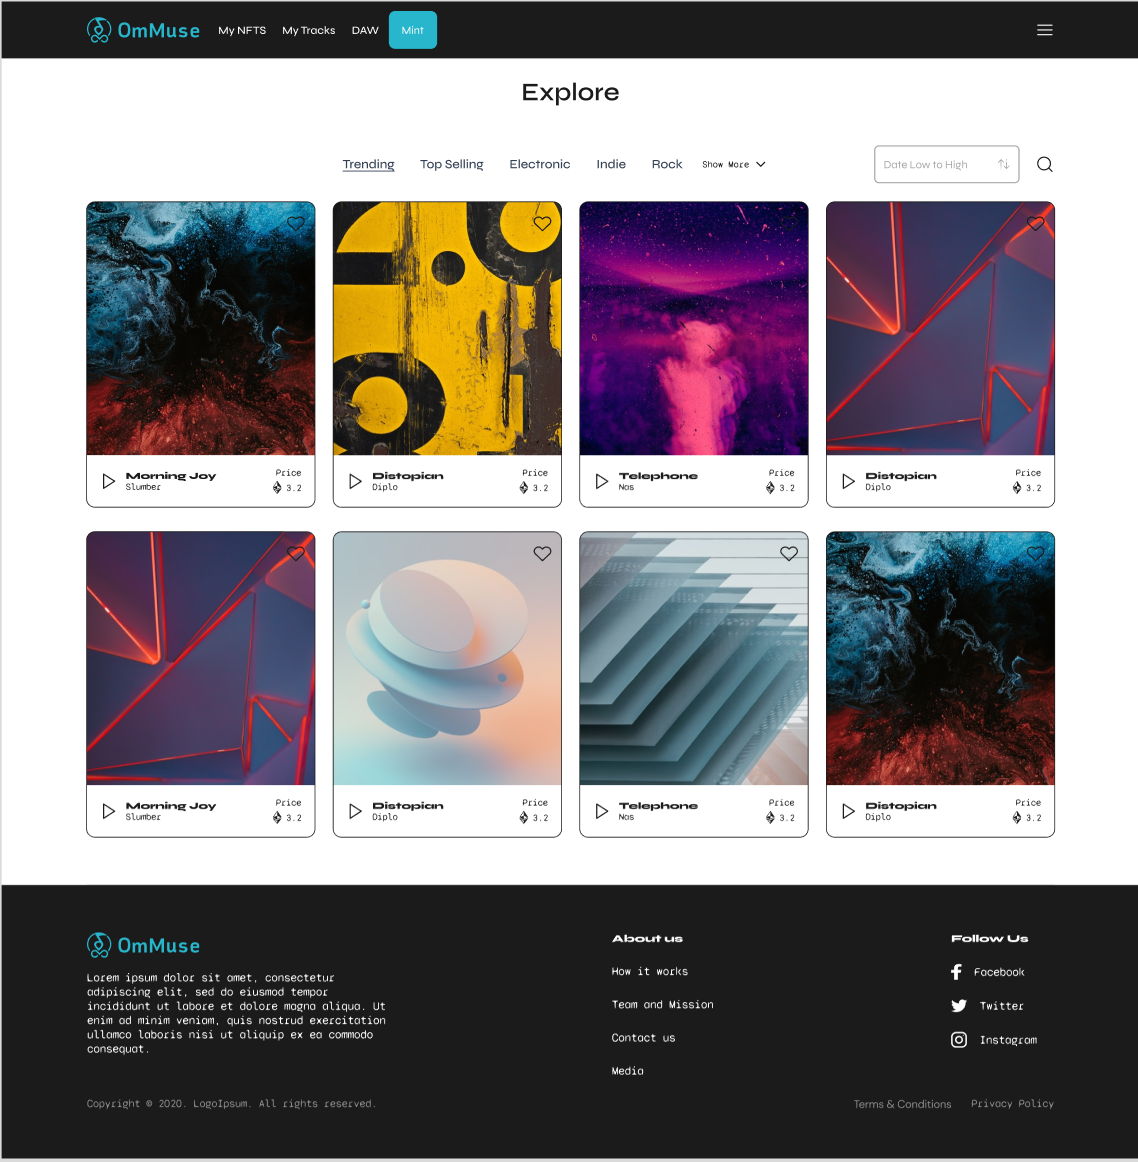 OmMuse My NFTS My Tracks DAW Mint
Explore
Trending Top Selling Electronic Indie Rock Show More Date Low to High
Morning Joy Price
Slumber 3.2
Distopian Price
Diplo 3.2
Telephone Price
Nas 3.2
Distopian Price
Diplo 3.2
Morning Joy Price
Slumber 3.2
Distopian Price
Diplo 3.2
Telephone Price
Nas 3.2
Distopian Price
Diplo 3.2
OmMuse
Lorem ipsum dolor sit amet, consectetur
adipiscing elit, sed do eiusmod tempor
incididunt ut labore et dolore magna aliqua. Ut
enim ad minim veniam, quis nostrud exercitation
ullamco laboris nisi ut aliquip ex ea commodo
consequat.
About us
How it works
Team and Mission
Contact us
Media
Follow Us
Facebook
Twitter
Instagram
Copyright © 2020. LogoIpsum. All rights reserved.
Terms & Conditions Privacy Policy